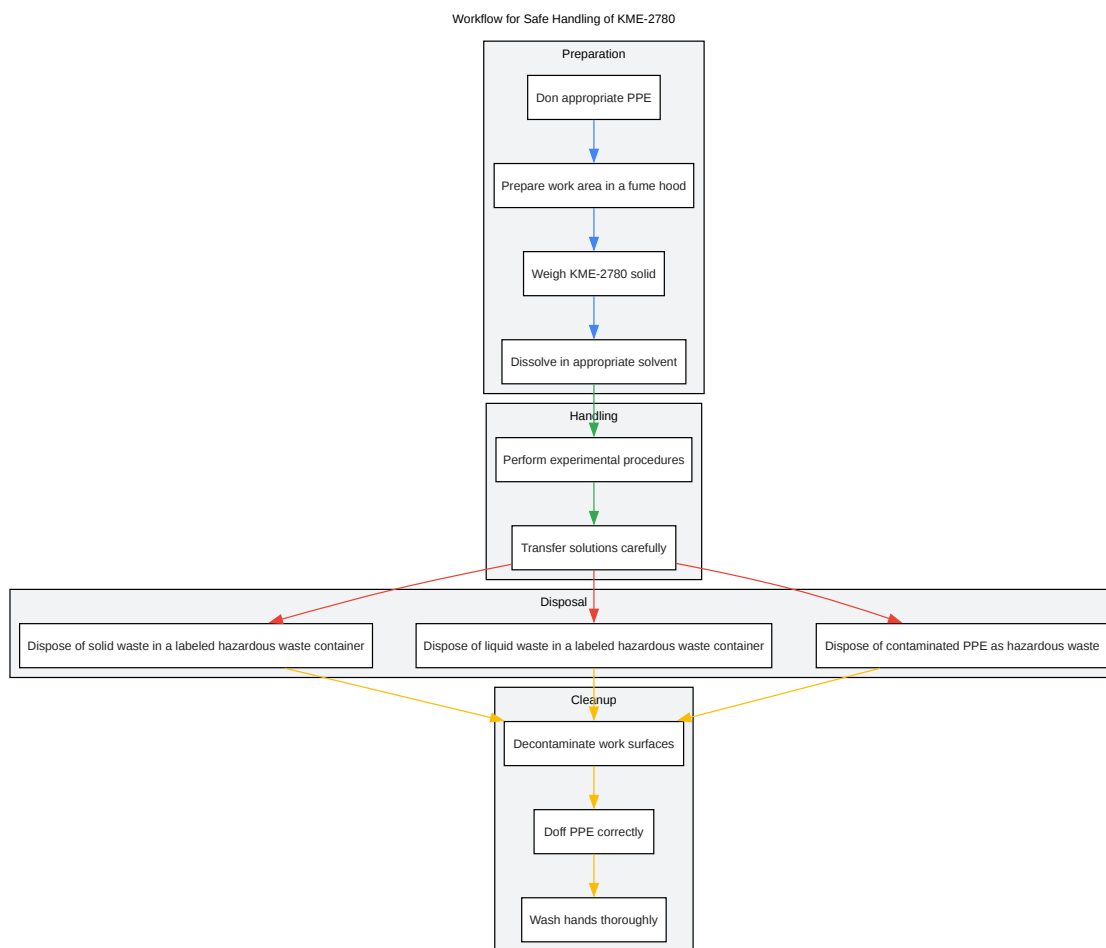 Workflow for Safe Handling of KME-2780
Preparation
Don appropriate PPE
Prepare work area in a fume hood
Weigh KME-2780 solid
Dissolve in appropriate solvent
Handling
Perform experimental procedures
Transfer solutions carefully
Disposal
Dispose of solid waste in a labeled hazardous waste container
Dispose of liquid waste in a labeled hazardous waste container
Dispose of contaminated PPE as hazardous waste
Cleanup
Decontaminate work surfaces
Doff PPE correctly
Wash hands thoroughly